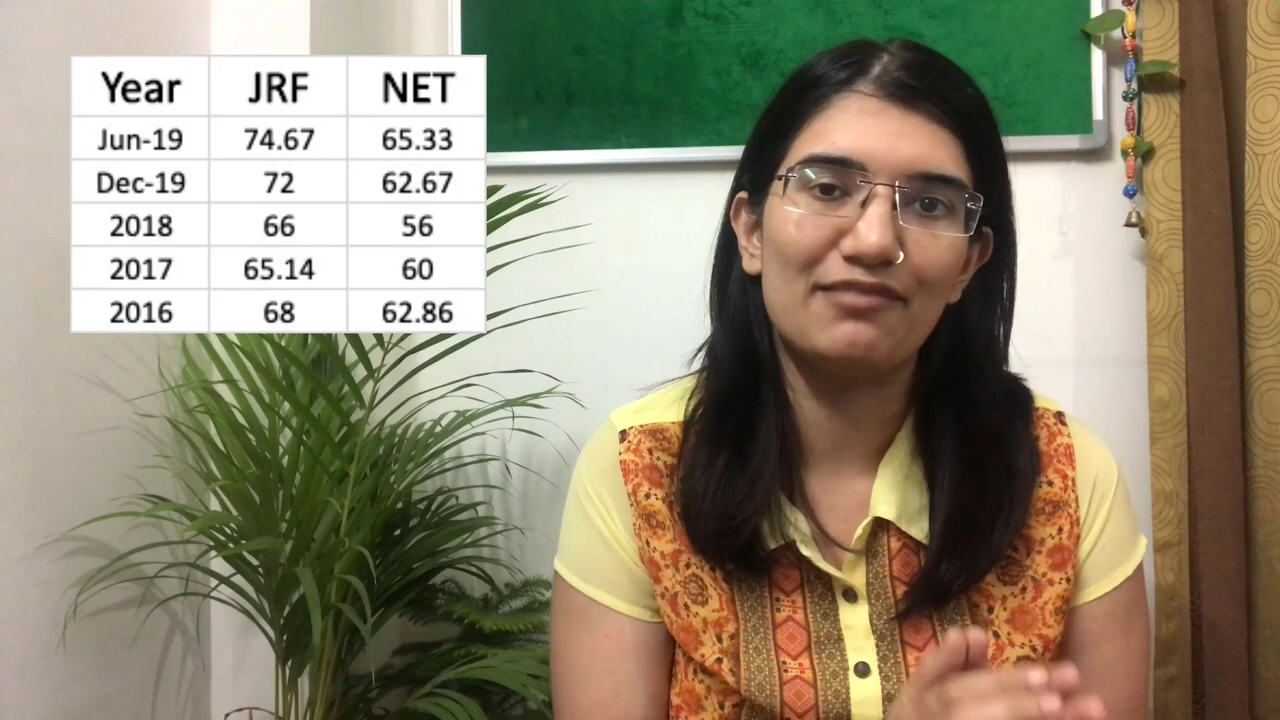 Year JRF NET
Jun-19 74.67 65.33
Dec-19 72 62.67
2018 66 56
2017 65.14 60
2016 68 62.86